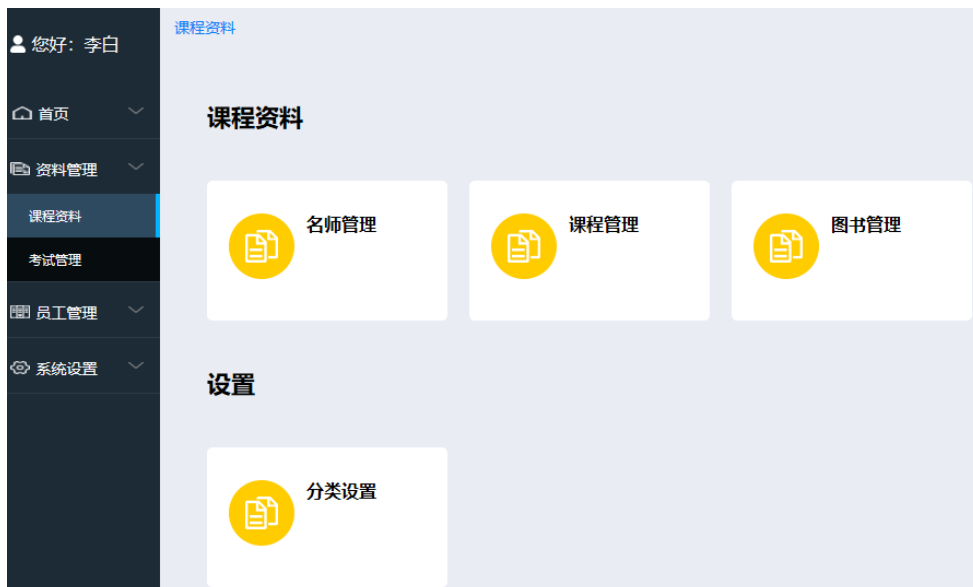 您好：李白
首页
资料管理
课程资料
考试管理
员工管理
系统设置
课程资料
课程资料
名师管理
课程管理
图书管理
设置
分类设置